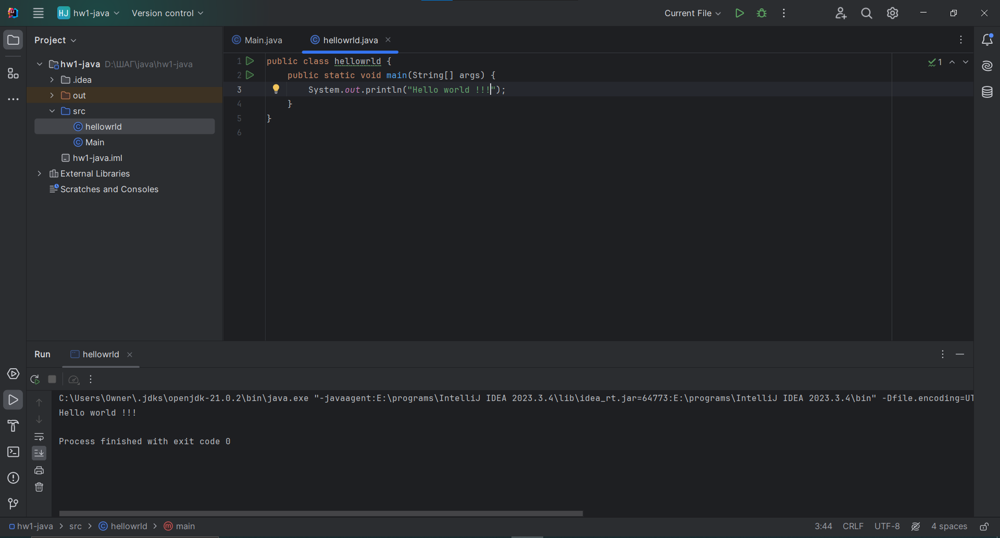 HJ hw1-java Version control Current File
Project
Main.java hellowrld.java
hw1-java D:\ШАГ\java\hw1-java
.idea
out
src
hellowrld
Main
hw1-java.iml
External Libraries
Scratches and Consoles
1 public class hellowrld {
2 public static void main(String[] args) {
3 System.out.println("Hello world !!!");
4 }
5 }
6
1
Run hellowrld
C:\Users\Owner\.jdks\openjdk-21.0.2\bin\java.exe "-javaagent:E:\programs\IntelliJ IDEA 2023.3.4\lib\idea_rt.jar=64773:E:\programs\IntelliJ IDEA 2023.3.4\bin" -Dfile.encoding=UT
Hello world !!!
Process finished with exit code 0
hw1-java > src > hellowrld > main 3:44 CRLF UTF-8 4 spaces